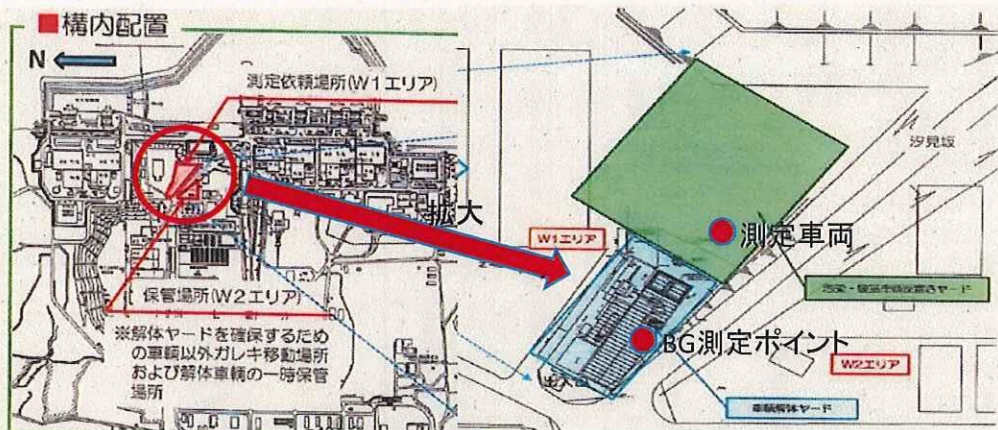 ■構内配置
N
測定依頼場所(W1エリア)
保管場所(W2エリア)
※解体ヤードを確保するため
の車輌以外ガレキ移動場所
および解体車輌の一時保管
場所
拡大
汐見坂
W1エリア
測定車両
BG測定ポイント
W2エリア
車輌解体ヤード